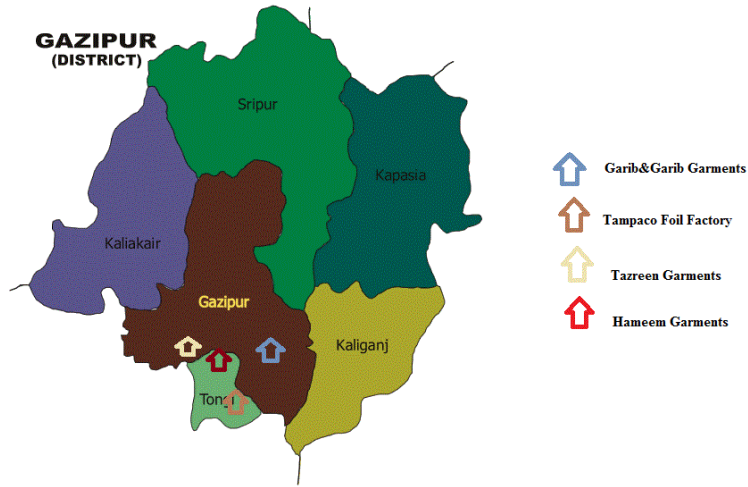 GAZIPUR
(DISTRICT)
Sripur
Kapasia
Kaliakair
Gazipur
Kaliganj
Tongi
Garib&Garib Garments
Tampaco Foil Factory
Tazreen Garments
Hameem Garments